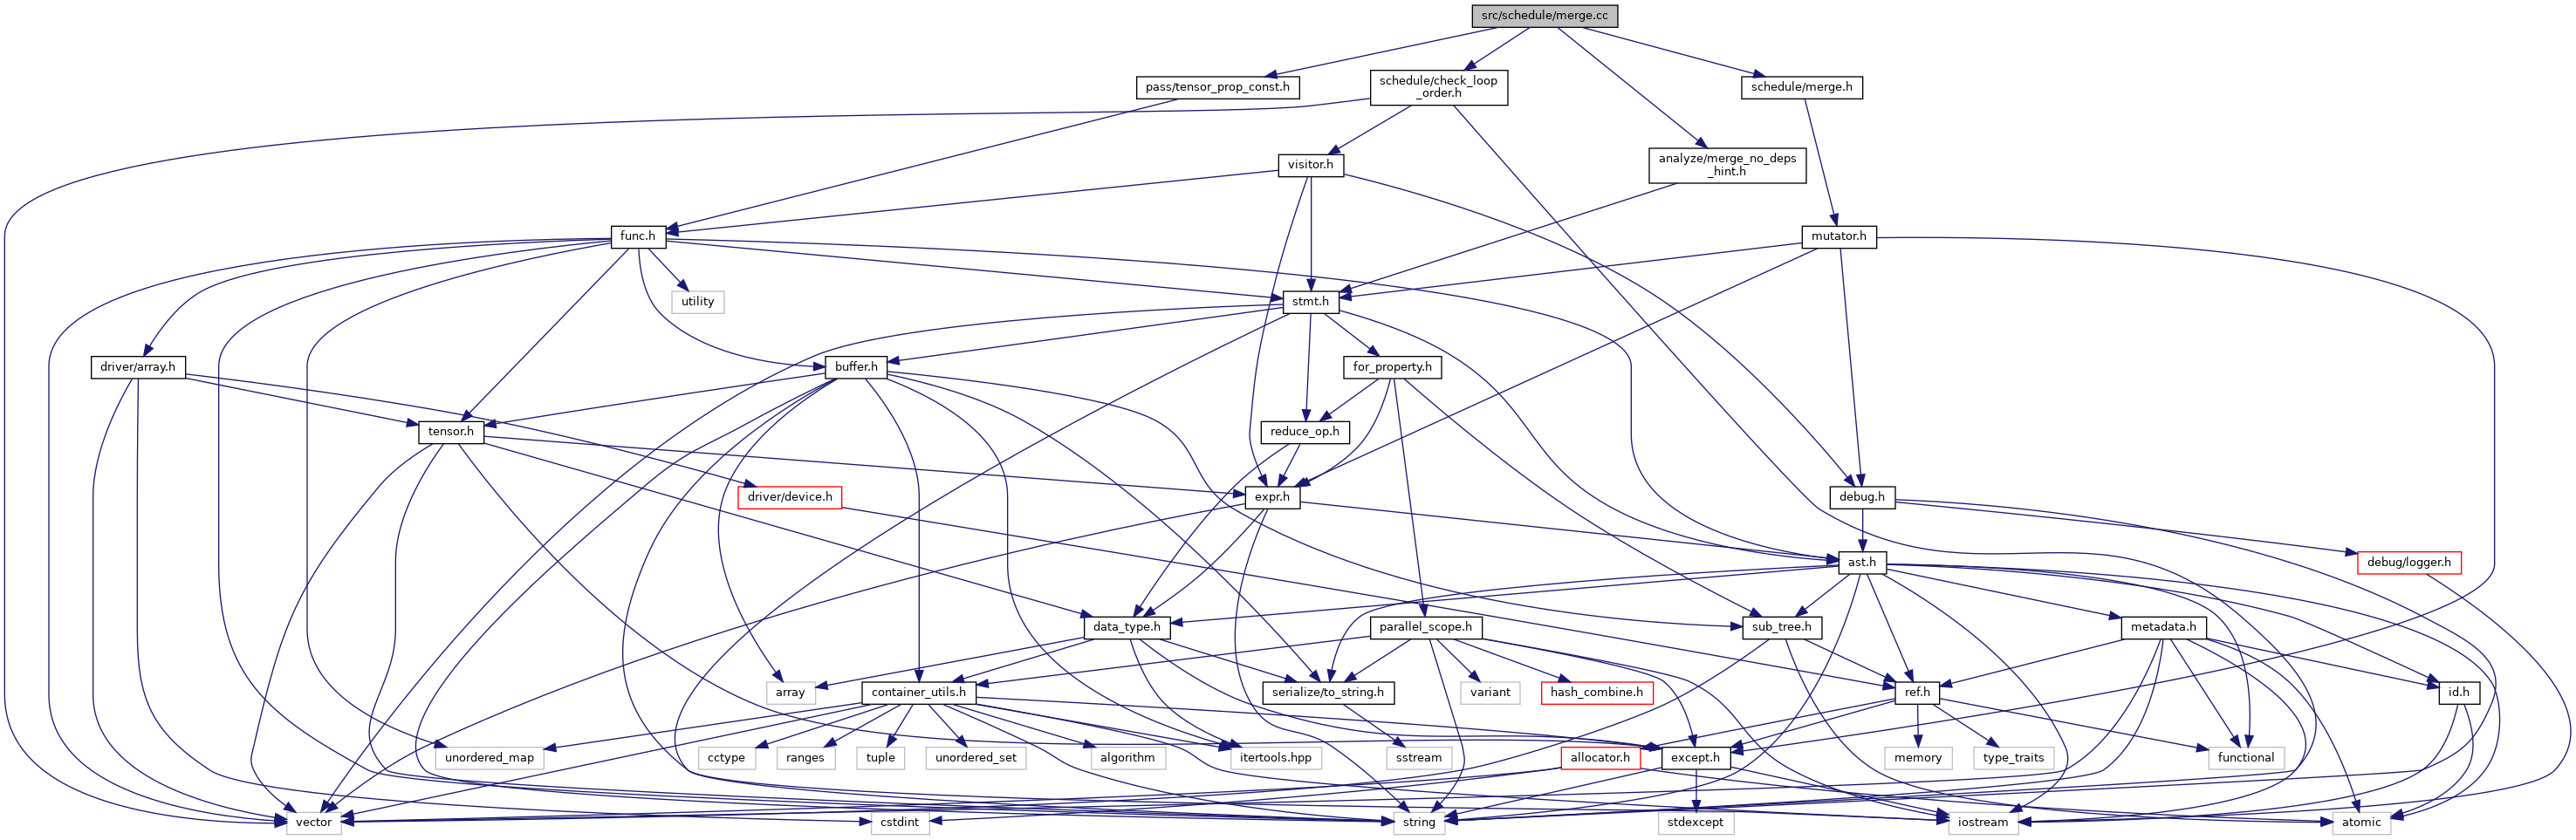 src/schedule/merge.cc
pass/tensor_prop_const.h
schedule/check_loop
_order.h
schedule/merge.h
visitor.h
analyze/merge_no_deps
_hint.h
func.h
mutator.h
utility
stmt.h
driver/array.h
buffer.h
for_property.h
tensor.h
reduce_op.h
driver/device.h
expr.h
debug.h
ast.h
debug/logger.h
data_type.h
parallel_scope.h
sub_tree.h
metadata.h
array
container_utils.h
serialize/to_string.h
variant
hash_combine.h
ref.h
id.h
unordered_map
cctype
ranges
tuple
unordered_set
algorithm
itertools.hpp
sstream
allocator.h
except.h
memory
type_traits
functional
vector
cstdint
string
stdexcept
iostream
atomic